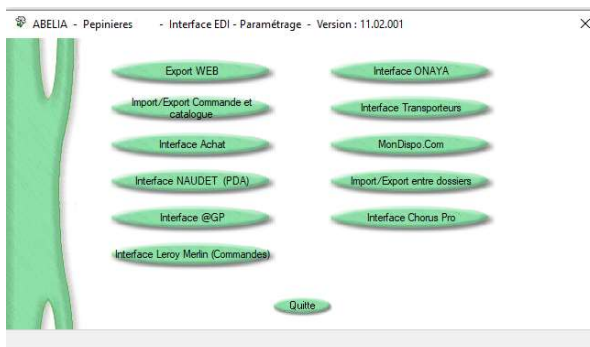 ABELIA - Pepinieres - Interface EDI - Paramétrage - Version : 11.02.001
Export WEB
Import/Export Commande et
catalogue
Interface Achat
Interface NAUDET (PDA)
Interface @GP
Interface Leroy Merlin (Commandes)
Interface ONAYA
Interface Transporteurs
MonDispo.Com
Import/Export entre dossiers
Interface Chorus Pro
Quitte